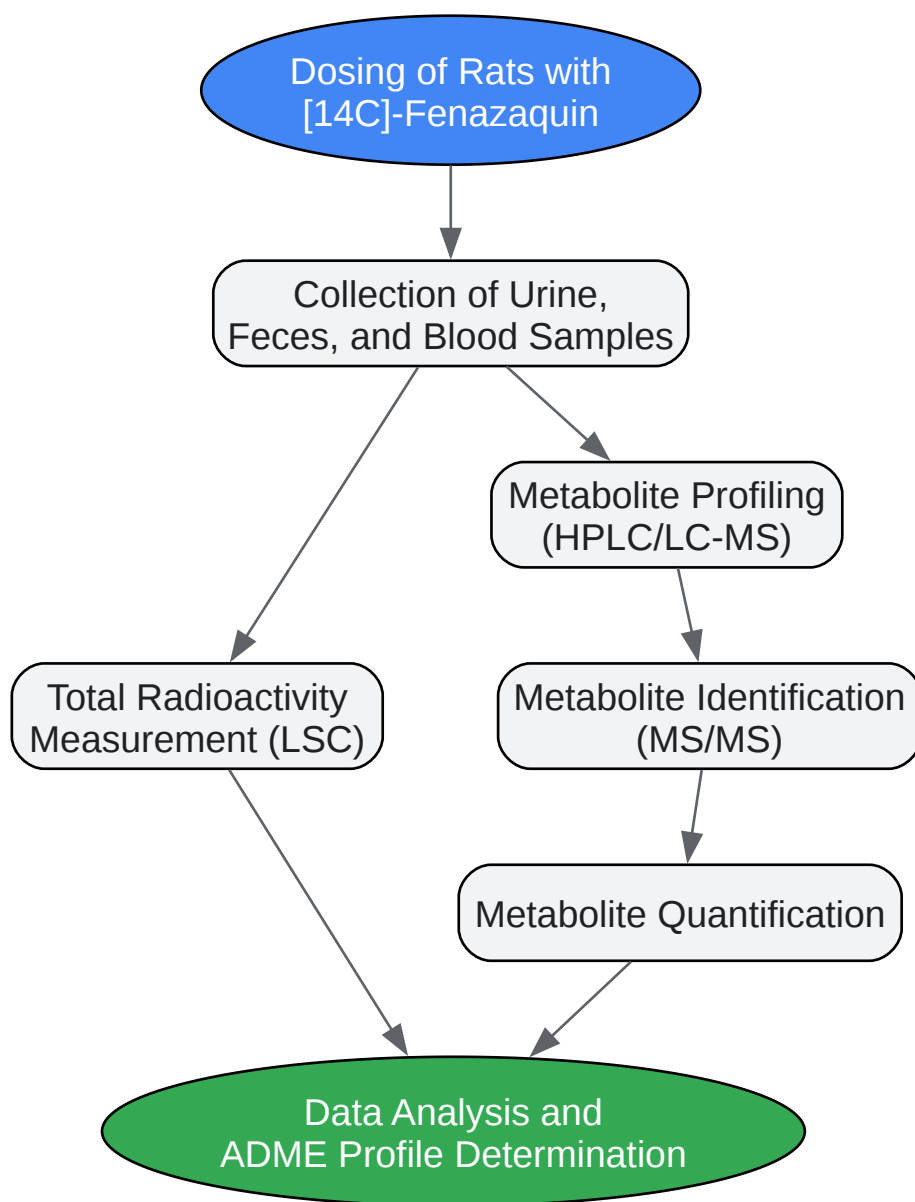 Dosing of Rats with
[14C]-Fenazaquin
Collection of Urine,
Feces, and Blood Samples
Metabolite Profiling
(HPLC/LC-MS)
Total Radioactivity
Measurement (LSC)
Metabolite Identification
(MS/MS)
Metabolite Quantification
Data Analysis and
ADME Profile Determination